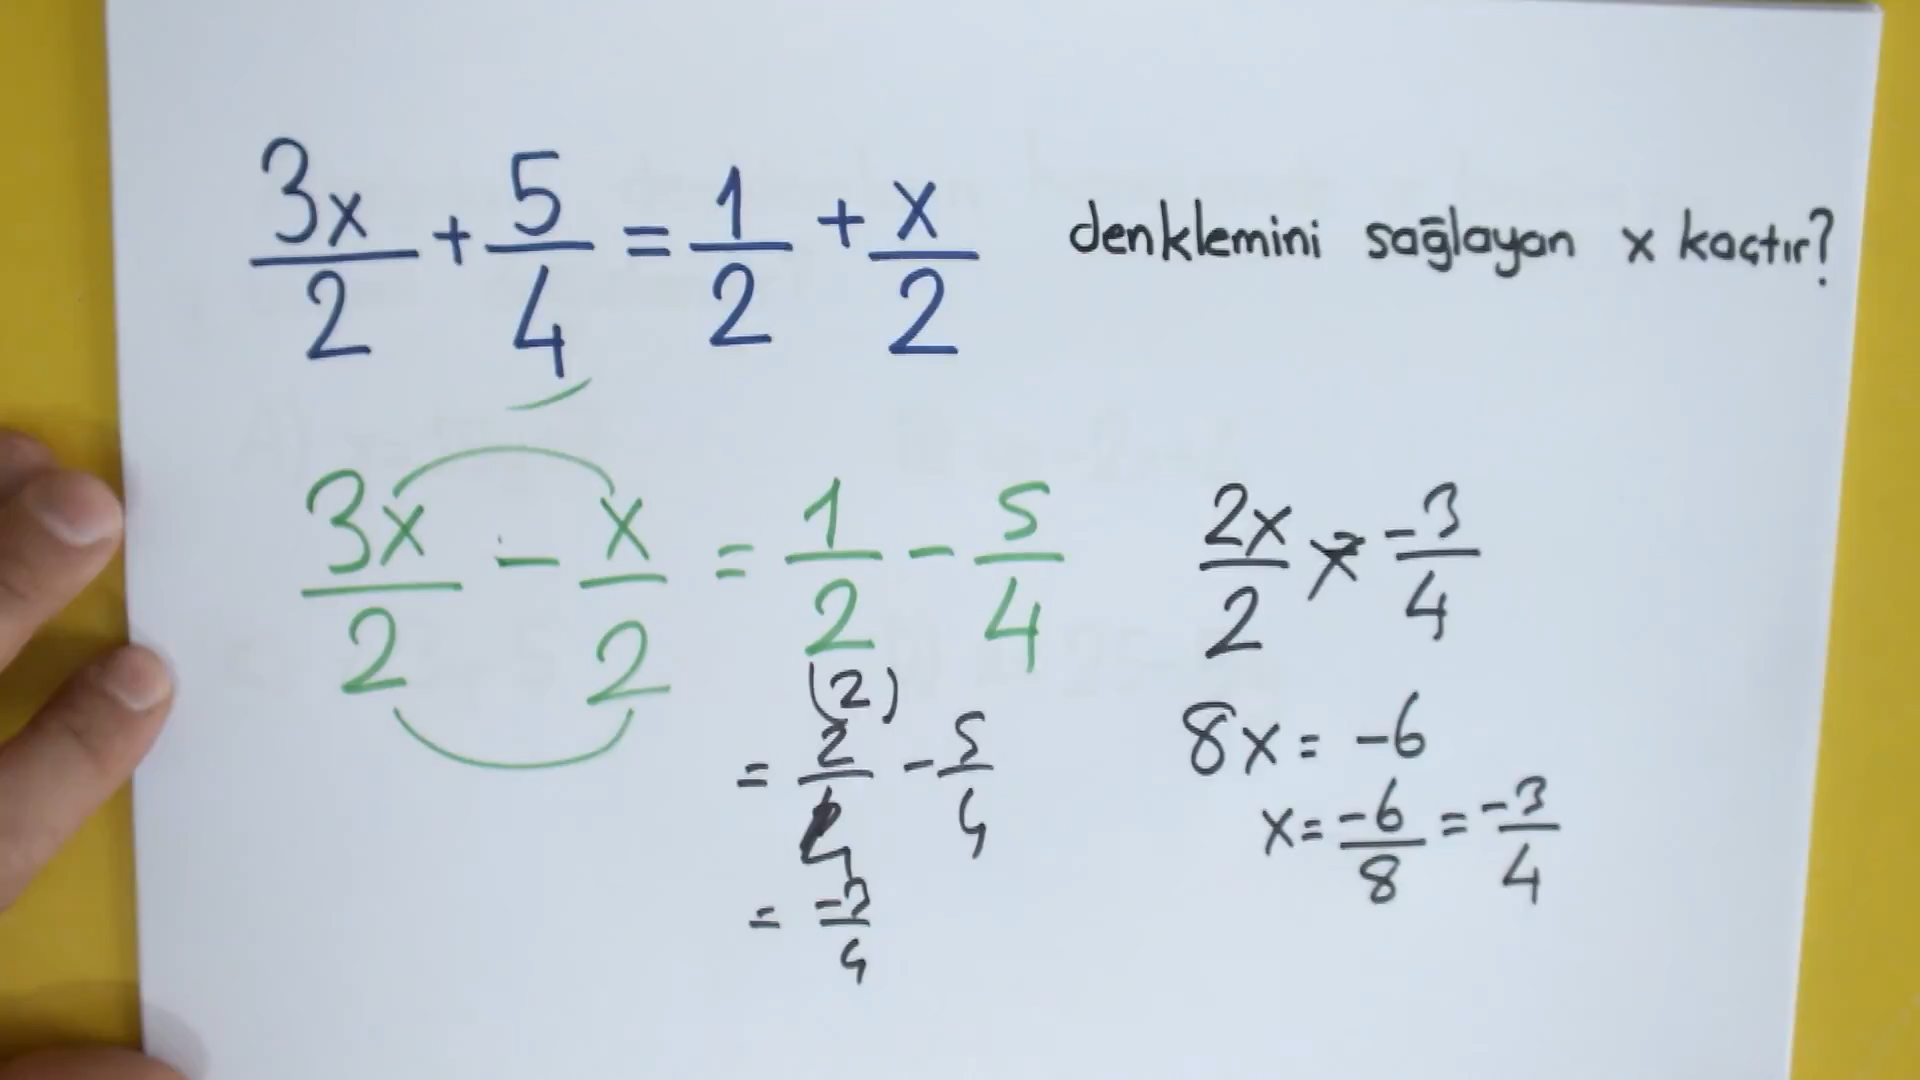 3x/2 + 5/4 = 1/2 + x/2 denklemini sağlayan x kaçtır?
3x/2 - x/2 = 1/2 - 5/4
(2)
= 2/4 - 5/4
= -3/4
2x/2 = -3/4
8x = -6
x = -6/8 = -3/4